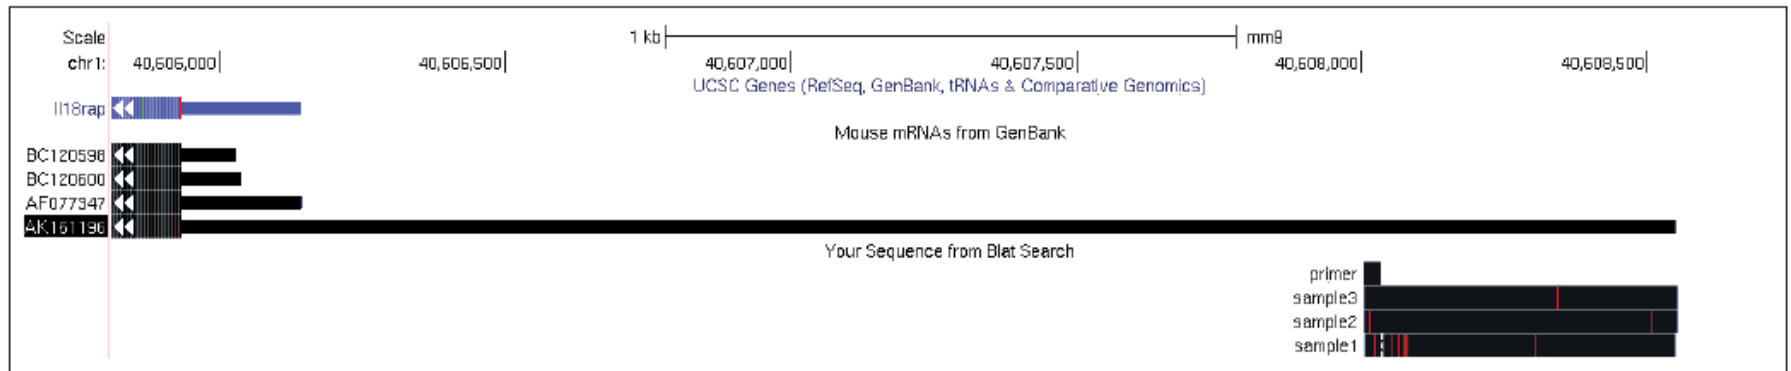 Scale 1 kb mm8
chr1: 40,606,000 40,606,500 40,607,000 40,607,500 40,608,000 40,608,500
UCSC Genes (RefSeq, GenBank, tRNAs & Comparative Genomics)
Il18rap
Mouse mRNAs from GenBank
BC120598
BC120600
AF077347
AK161196
Your Sequence from Blat Search
primer
sample3
sample2
sample1